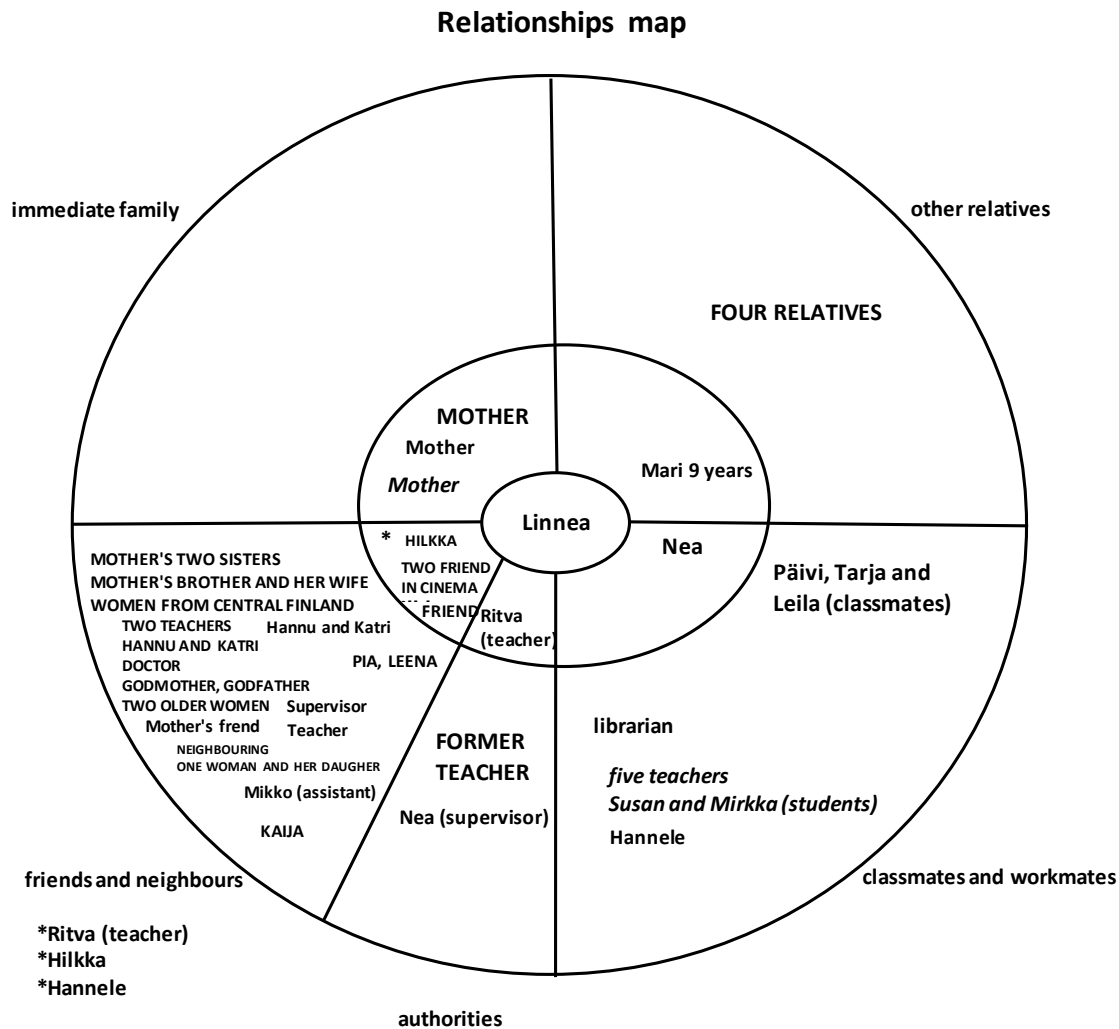 Relationships map
immediate family
other relatives
FOUR RELATIVES
MOTHER
Mother
Mother
Mari 9 years
Linnea
* HILKKA
TWO FRIEND
IN CINEMA
FRIEND
Ritva
(teacher)
Nea
Päivi, Tarja and
Leila (classmates)
MOTHER'S TWO SISTERS
MOTHER'S BROTHER AND HER WIFE
WOMEN FROM CENTRAL FINLAND
TWO TEACHERS
Hannu and Katri
HANNU AND KATRI
DOCTOR
PIA, LEENA
GODMOTHER, GODFATHER
TWO OLDER WOMEN
Supervisor
Mother's frend
Teacher
NEIGHBOURING
ONE WOMAN AND HER DAUGHER
Mikko (assistant)
KAIJA
FORMER
TEACHER
Nea (supervisor)
librarian
five teachers
Susan and Mirkka (students)
Hannele
friends and neighbours
classmates and workmates
*Ritva (teacher)
*Hilkka
*Hannele
authorities